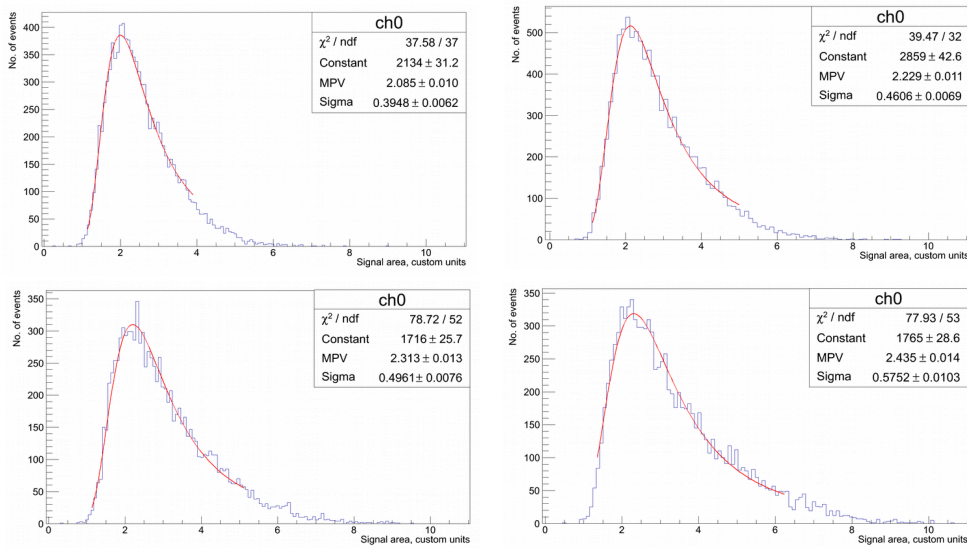 ch0
χ² / ndf 37.58 / 37
Constant 2134 ± 31.2
MPV 2.085 ± 0.010
Sigma 0.3948 ± 0.0062
No. of events
400
350
300
250
200
150
100
50
0
0 2 4 6 8 10
Signal area, custom units
ch0
χ² / ndf 39.47 / 32
Constant 2859 ± 42.6
MPV 2.229 ± 0.011
Sigma 0.4606 ± 0.0069
No. of events
500
400
300
200
100
0
0 2 4 6 8 10
Signal area, custom units
ch0
χ² / ndf 78.72 / 52
Constant 1716 ± 25.7
MPV 2.313 ± 0.013
Sigma 0.4961 ± 0.0076
No. of events
350
300
250
200
150
100
50
0
0 2 4 6 8 10
Signal area, custom units
ch0
χ² / ndf 77.93 / 53
Constant 1765 ± 28.6
MPV 2.435 ± 0.014
Sigma 0.5752 ± 0.0103
No. of events
350
300
250
200
150
100
50
0
0 2 4 6 8 10
Signal area, custom units